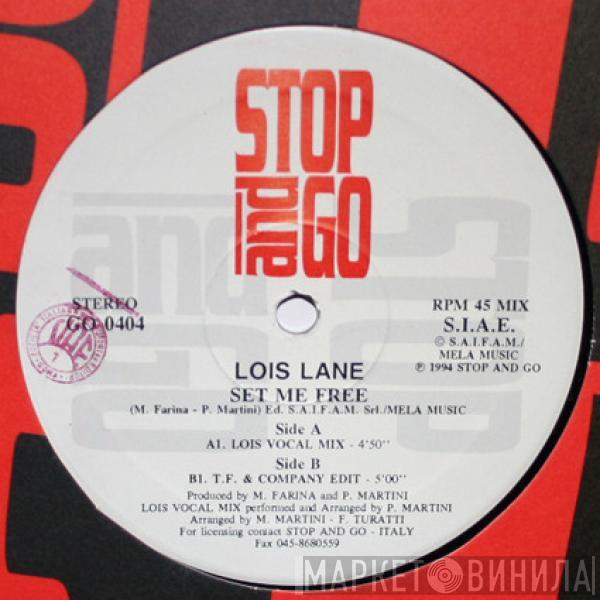 STOP
and
GO
STEREO
GO 0404
RPM 45 MIX
S.I.A.E.
© S.A.I.F.A.M./
MELA MUSIC
℗ 1994 STOP AND GO
LOIS LANE
SET ME FREE
(M. Farina - P. Martini) Ed. S.A.I.F.A.M. Srl./MELA MUSIC
Side A
A1. LOIS VOCAL MIX - 4'50''
Side B
B1. T.F. & COMPANY EDIT - 5'00''
Produced by M. FARINA and P. MARTINI
LOIS VOCAL MIX performed and Arranged by P. MARTINI
Arranged by M. MARTINI - F. TURATTI
For licensing contact STOP AND GO - ITALY
Fax 045-8680559
МАРКЕТ ВИНИЛА